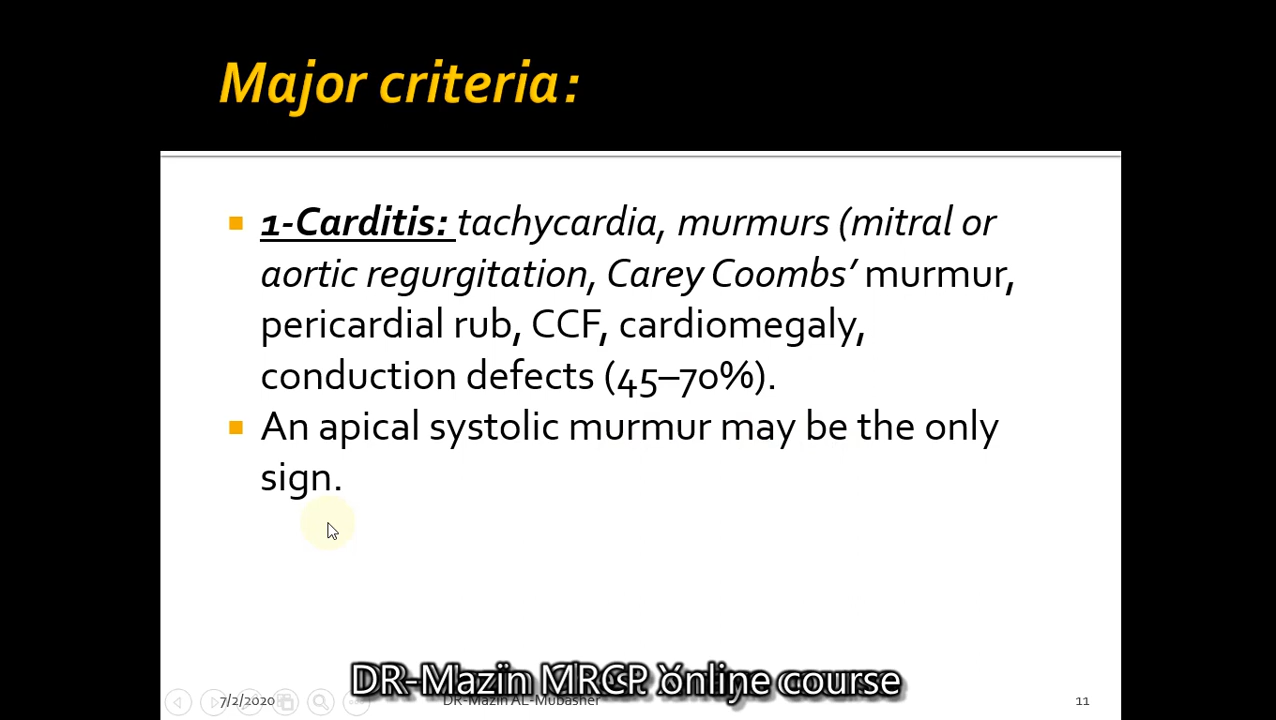 Major criteria:
1-Carditis: tachycardia, murmurs (mitral or
aortic regurgitation, Carey Coombs’ murmur,
pericardial rub, CCF, cardiomegaly,
conduction defects (45–70%).
An apical systolic murmur may be the only
sign.
DR-Mazin MRCP online course
7/2/2020
DR-Mazin AL-Mubasher
11